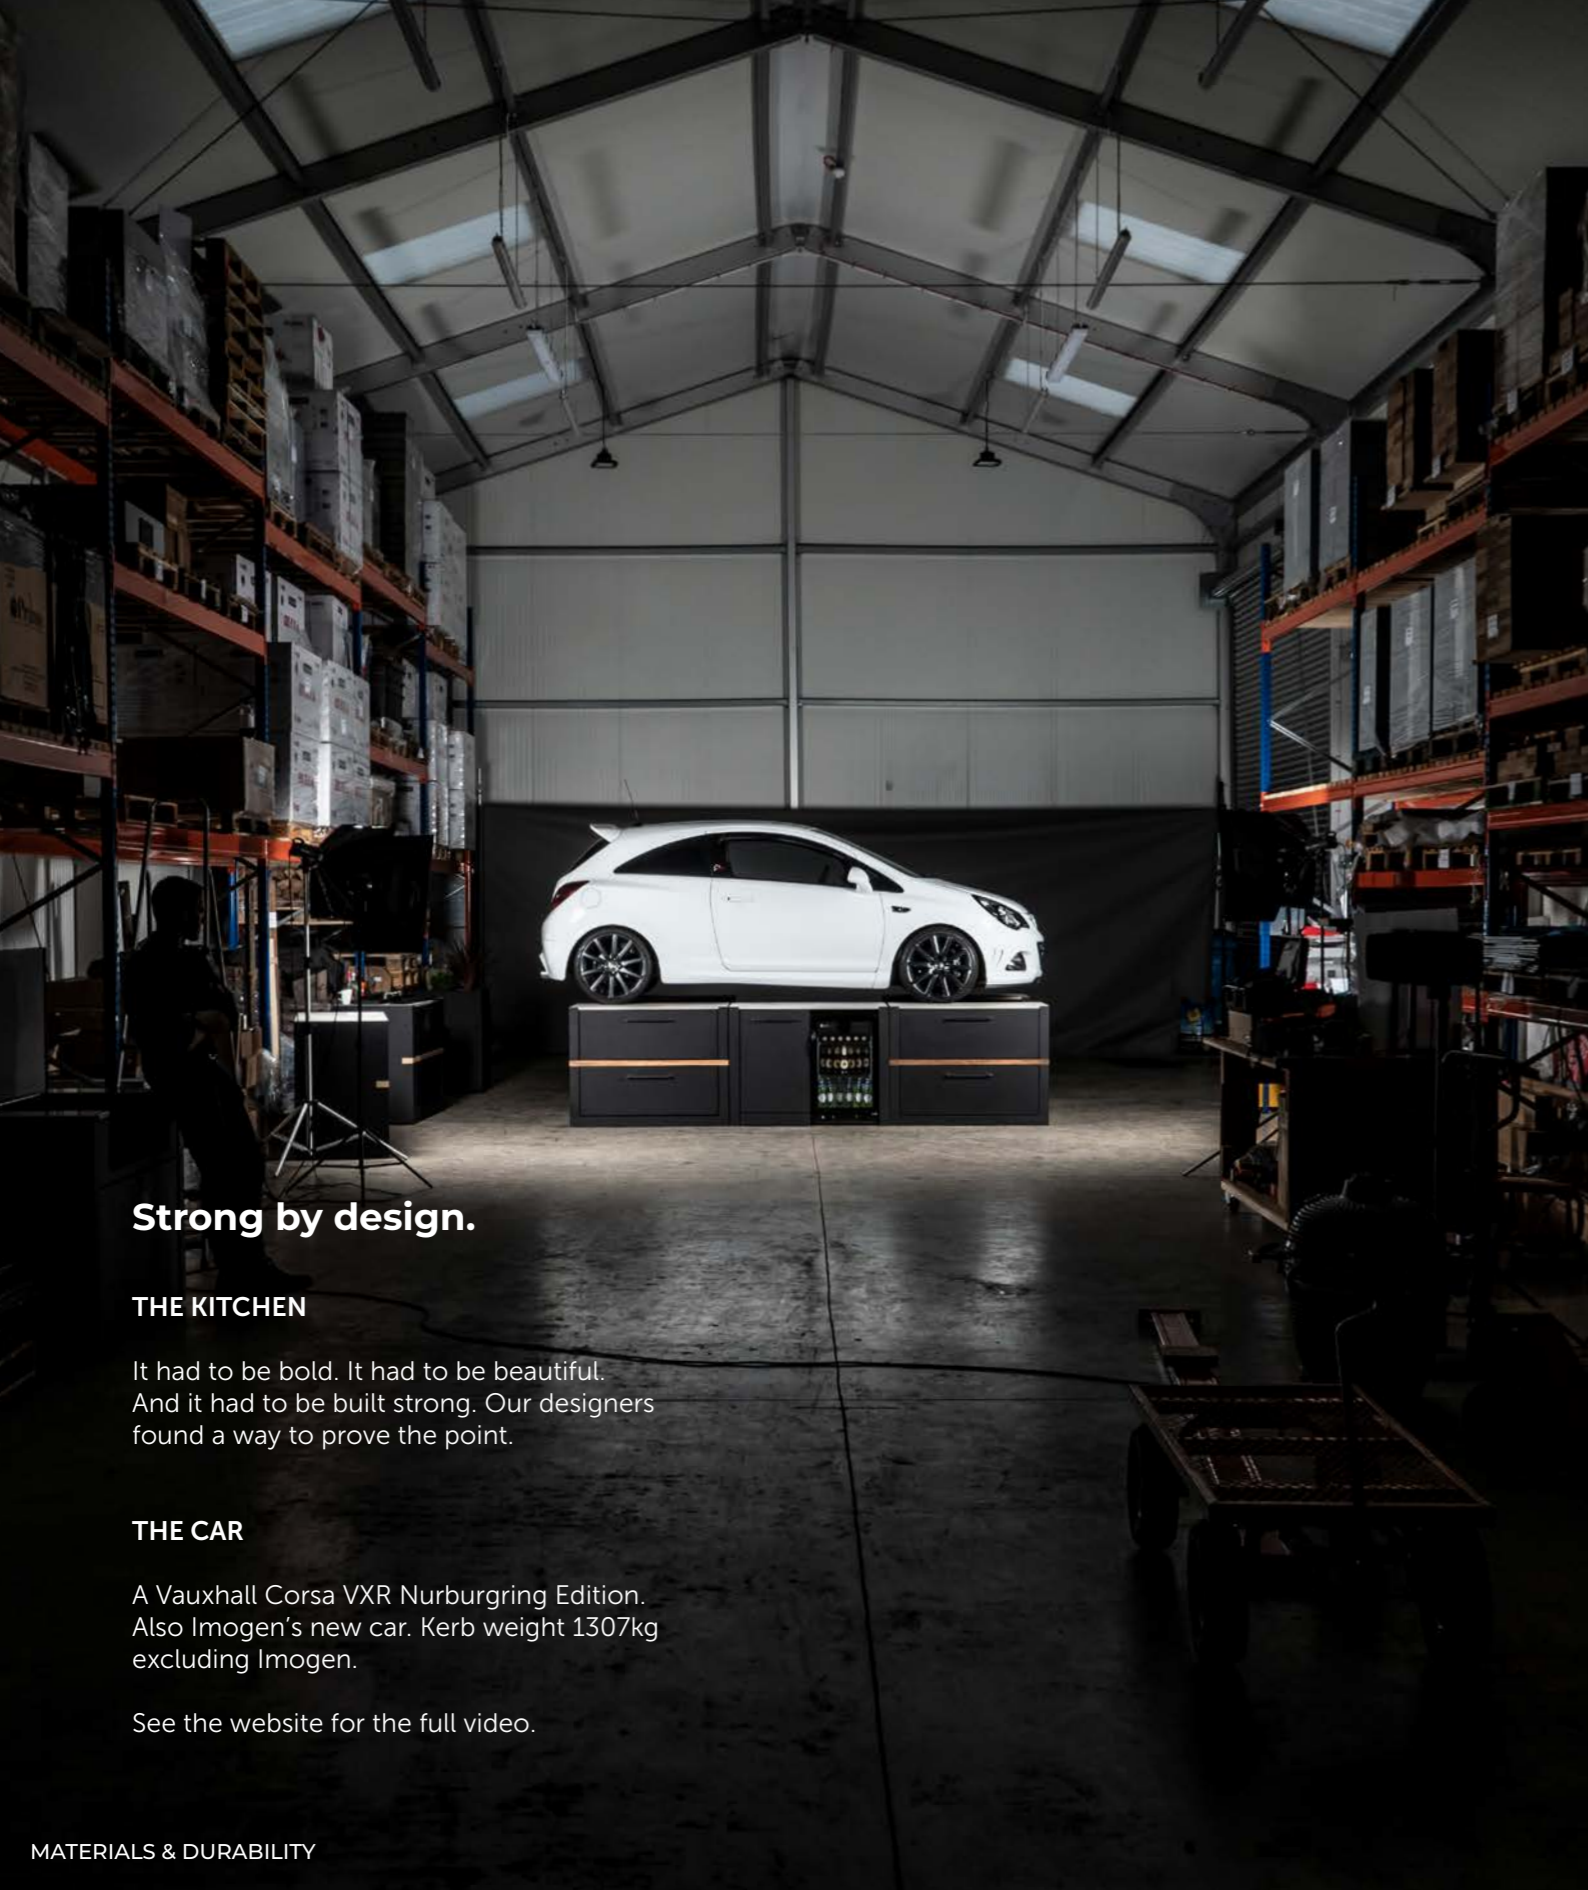 Strong by design.
THE KITCHEN
It had to be bold. It had to be beautiful.
And it had to be built strong. Our designers
found a way to prove the point.
THE CAR
A Vauxhall Corsa VXR Nurburgring Edition.
Also Imogen’s new car. Kerb weight 1307kg
excluding Imogen.
See the website for the full video.
MATERIALS & DURABILITY